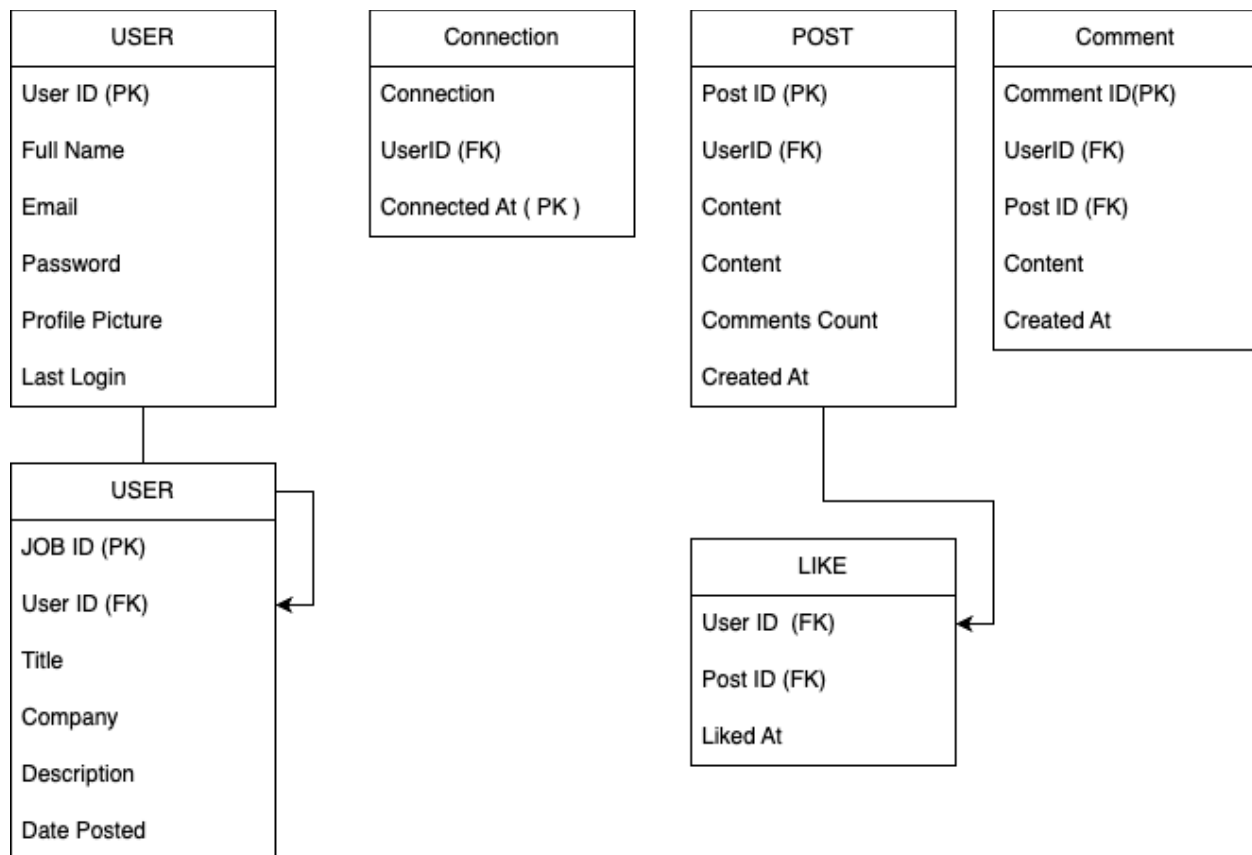 USER
User ID (PK)
Full Name
Email
Password
Profile Picture
Last Login
Connection
Connection
UserID (FK)
Connected At ( PK )
POST
Post ID (PK)
UserID (FK)
Content
Content
Comments Count
Created At
Comment
Comment ID(PK)
UserID (FK)
Post ID (FK)
Content
Created At
USER
JOB ID (PK)
User ID (FK)
Title
Company
Description
Date Posted
LIKE
User ID  (FK)
Post ID (FK)
Liked At